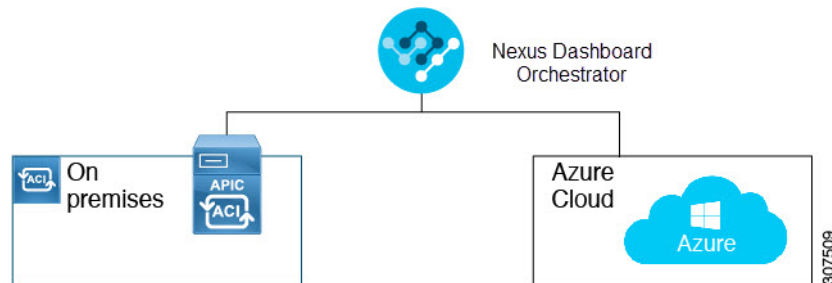 Nexus Dashboard
Orchestrator
ACI
On
premises
APIC
ACI
Azure
Cloud
Azure
307509